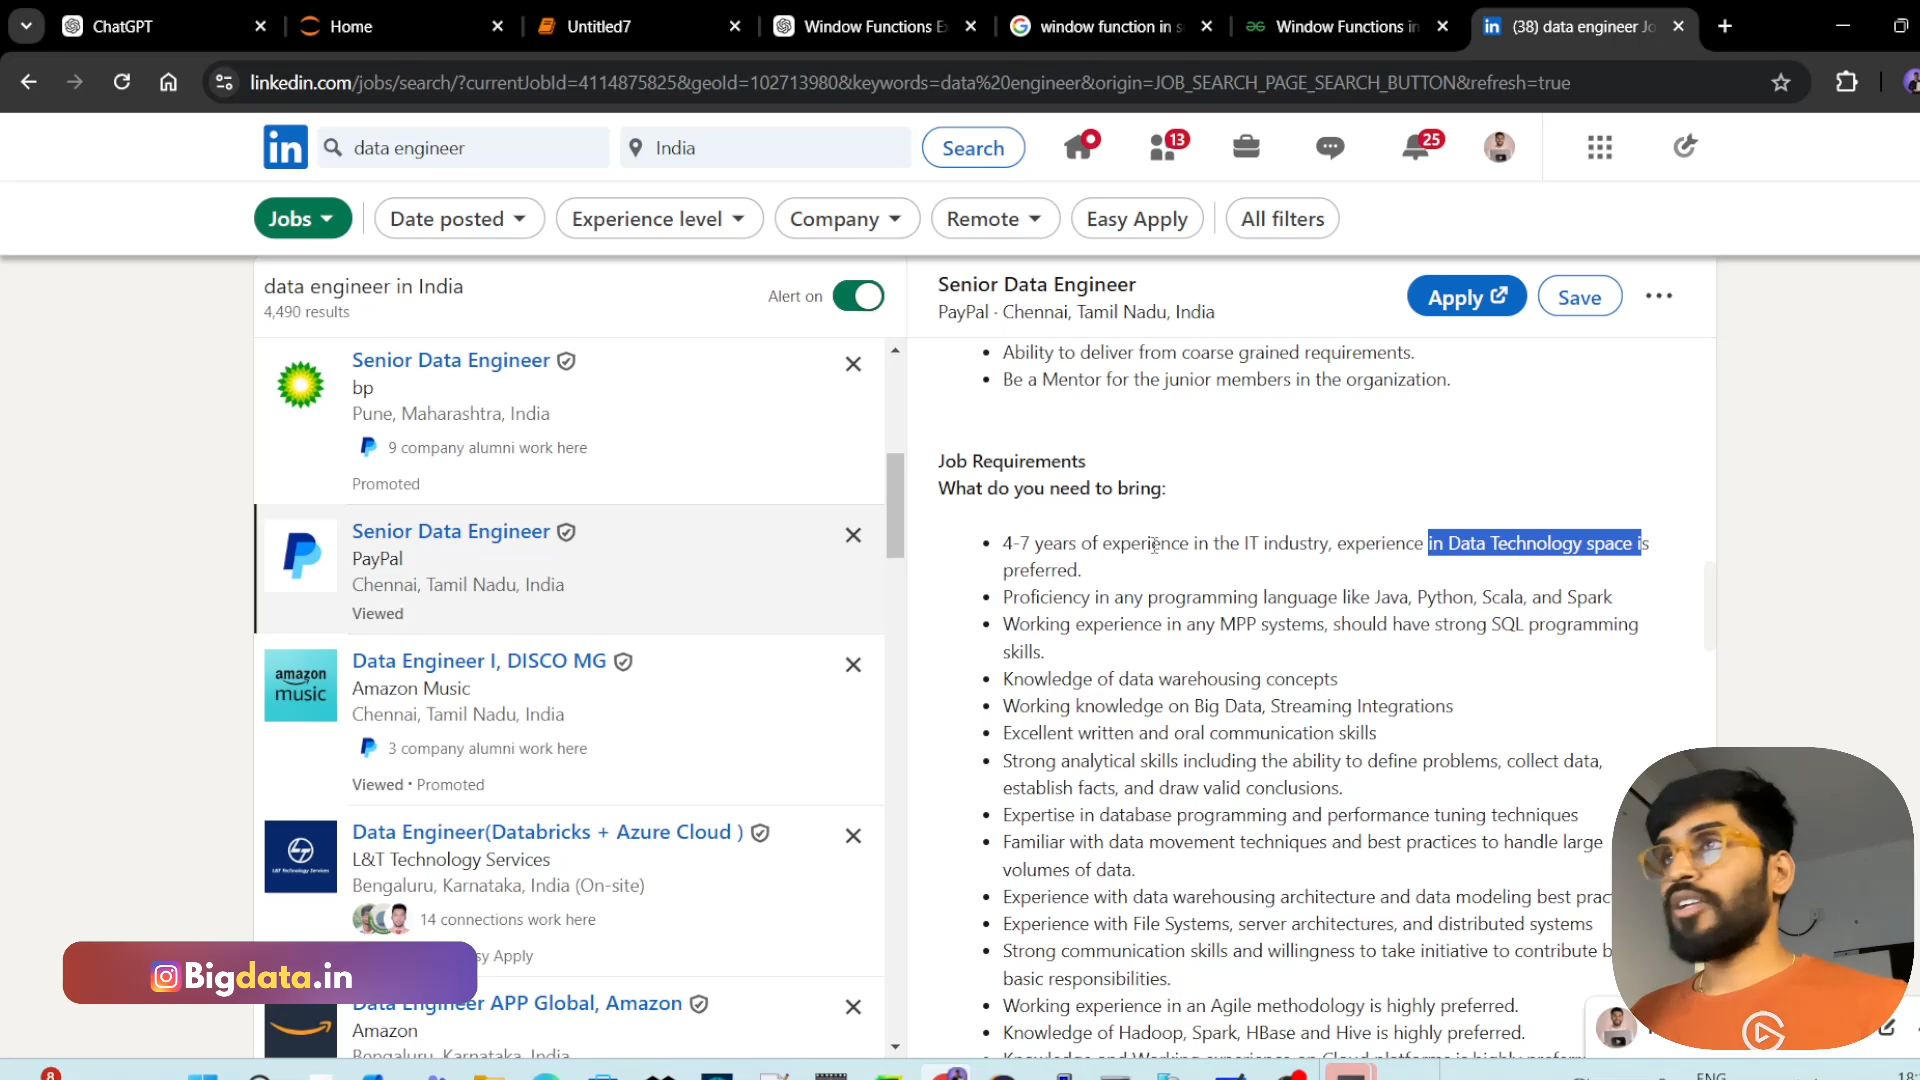 ChatGPT
Home
Untitled7
Window Functions E
window function in s
Window Functions in
(38) data engineer Jo
linkedin.com/jobs/search/?currentJobId=4114875825&geoId=102713980&keywords=data%20engineer&origin=JOB_SEARCH_PAGE_SEARCH_BUTTON&refresh=true
in
data engineer
India
Search
13
25
Jobs
Date posted
Experience level
Company
Remote
Easy Apply
All filters
data engineer in India
4,490 results
Alert on
Senior Data Engineer
bp
Pune, Maharashtra, India
9 company alumni work here
Promoted
Senior Data Engineer
PayPal
Chennai, Tamil Nadu, India
Viewed
amazon
music
Data Engineer I, DISCO MG
Amazon Music
Chennai, Tamil Nadu, India
3 company alumni work here
Viewed · Promoted
L&T Technology Services
Data Engineer(Databricks + Azure Cloud )
L&T Technology Services
Bengaluru, Karnataka, India (On-site)
14 connections work here
sy Apply
Bigdata.in
Data Engineer APP Global, Amazon
Amazon
Bengaluru, Karnataka, India
Senior Data Engineer
PayPal · Chennai, Tamil Nadu, India
Apply
Save
• Ability to deliver from coarse grained requirements.
• Be a Mentor for the junior members in the organization.
Job Requirements
What do you need to bring:
• 4-7 years of experience in the IT industry, experience in Data Technology space is
preferred.
• Proficiency in any programming language like Java, Python, Scala, and Spark
• Working experience in any MPP systems, should have strong SQL programming
skills.
• Knowledge of data warehousing concepts
• Working knowledge on Big Data, Streaming Integrations
• Excellent written and oral communication skills
• Strong analytical skills including the ability to define problems, collect data,
establish facts, and draw valid conclusions.
• Expertise in database programming and performance tuning techniques
• Familiar with data movement techniques and best practices to handle large
volumes of data.
• Experience with data warehousing architecture and data modeling best prac
• Experience with File Systems, server architectures, and distributed systems
• Strong communication skills and willingness to take initiative to contribute b
basic responsibilities.
• Working experience in an Agile methodology is highly preferred.
• Knowledge of Hadoop, Spark, HBase and Hive is highly preferred.
8
ENG
18: